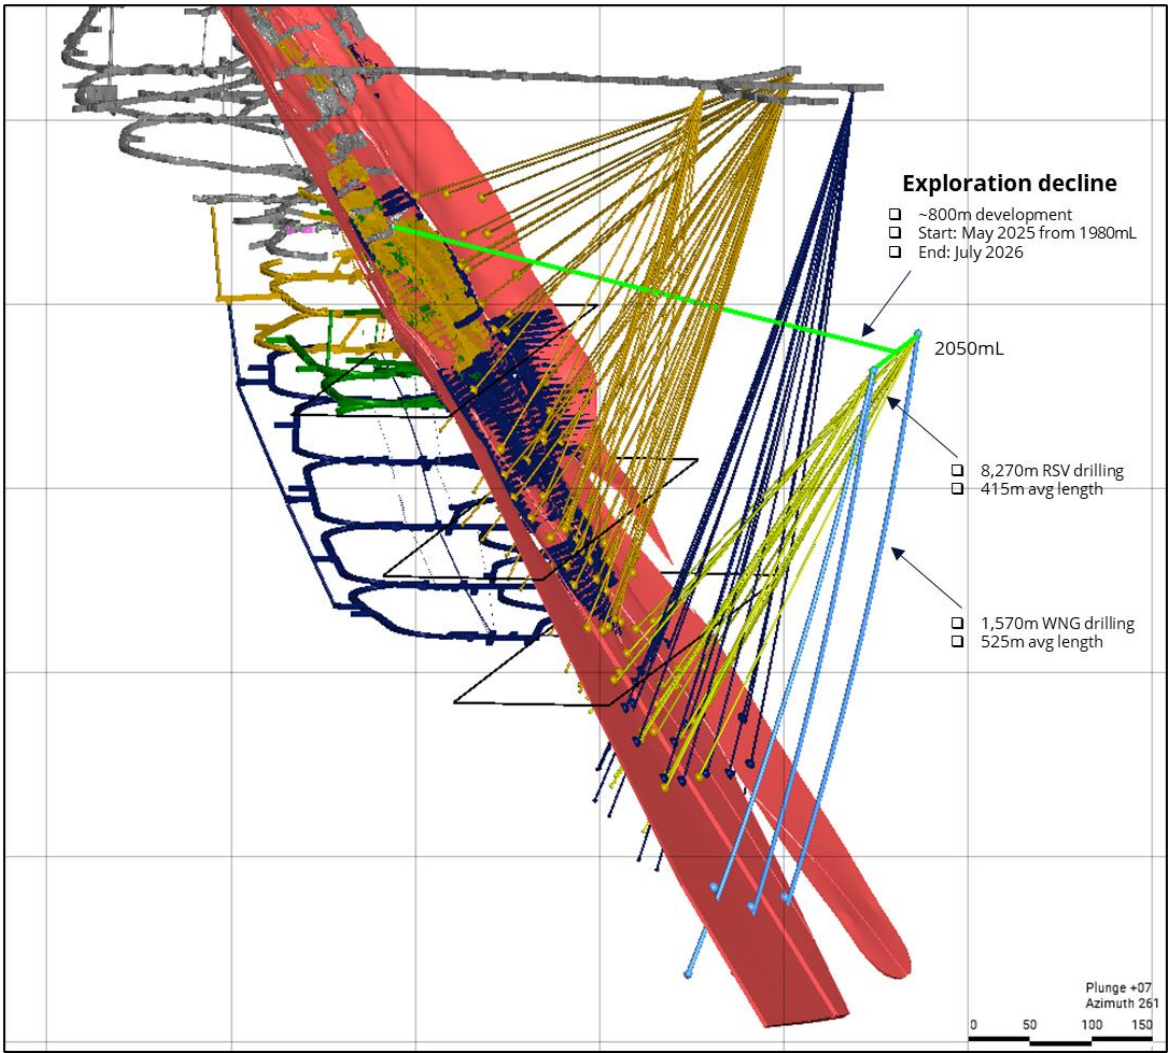 Exploration decline
❑ ~800m development
❑ Start: May 2025 from 1980mL
❑ End: July 2026
2050mL
❑ 8,270m RSV drilling
❑ 415m avg length
❑ 1,570m WNG drilling
❑ 525m avg length
Plunge +07
Azimuth 261
0 50 100 150